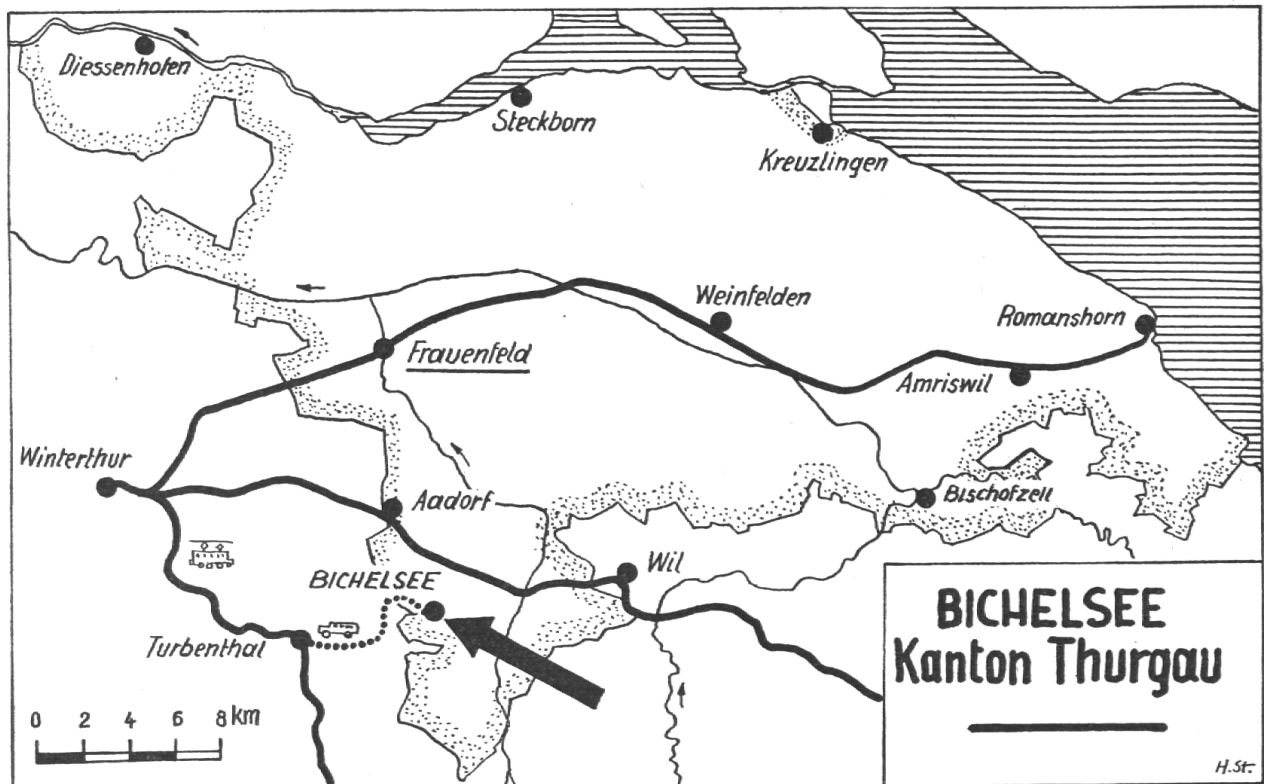 Diessenhofen
Steckborn
Kreuzlingen
Weinfelden
Romanshorn
Frauenfeld
Amriswil
Winterthur
Aadorf
Bischofzell
Wil
BICHELSEE
Turbenthal
0 2 4 6 8 km
BICHELSEE
Kanton Thurgau
H.St.